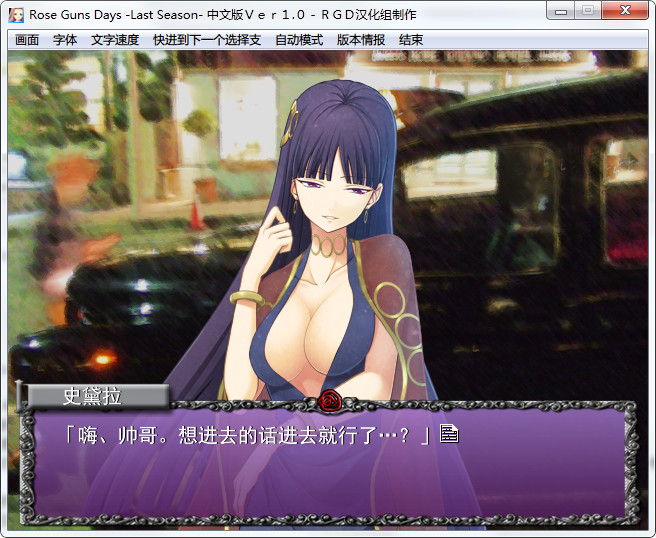 Rose Guns Days -Last Season- 中文版Ｖｅｒ１.０ - ＲＧＤ汉化组制作
画面 字体 文字速度 快进到下一个选择支 自动模式 版本情报 结束
史黛拉
「嗨、帅哥。想进去的话进去就行了…？」